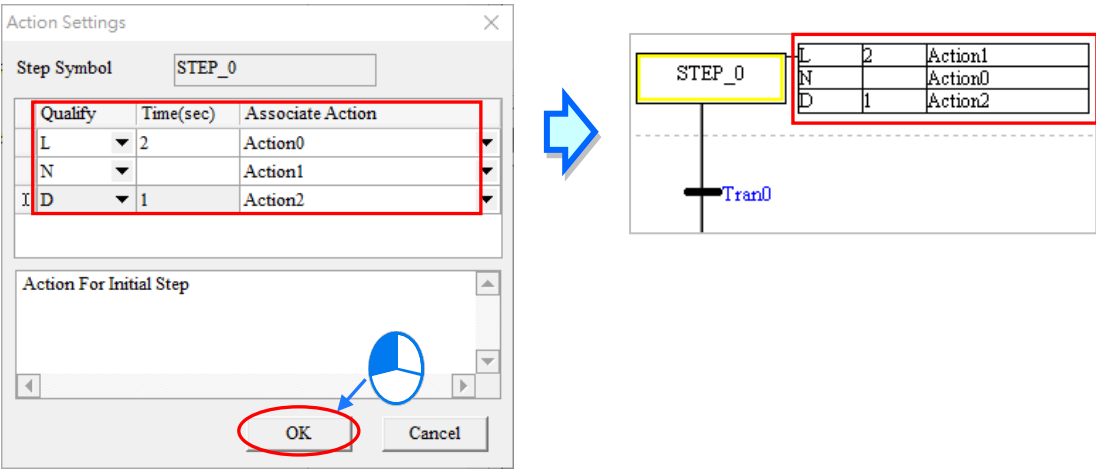 Action Settings
Step Symbol STEP_0
Qualify Time(sec) Associate Action
L 2 Action0
N Action1
D 1 Action2
Action For Initial Step
OK Cancel
STEP_0
L 2 Action1
N Action0
D 1 Action2
Tran0